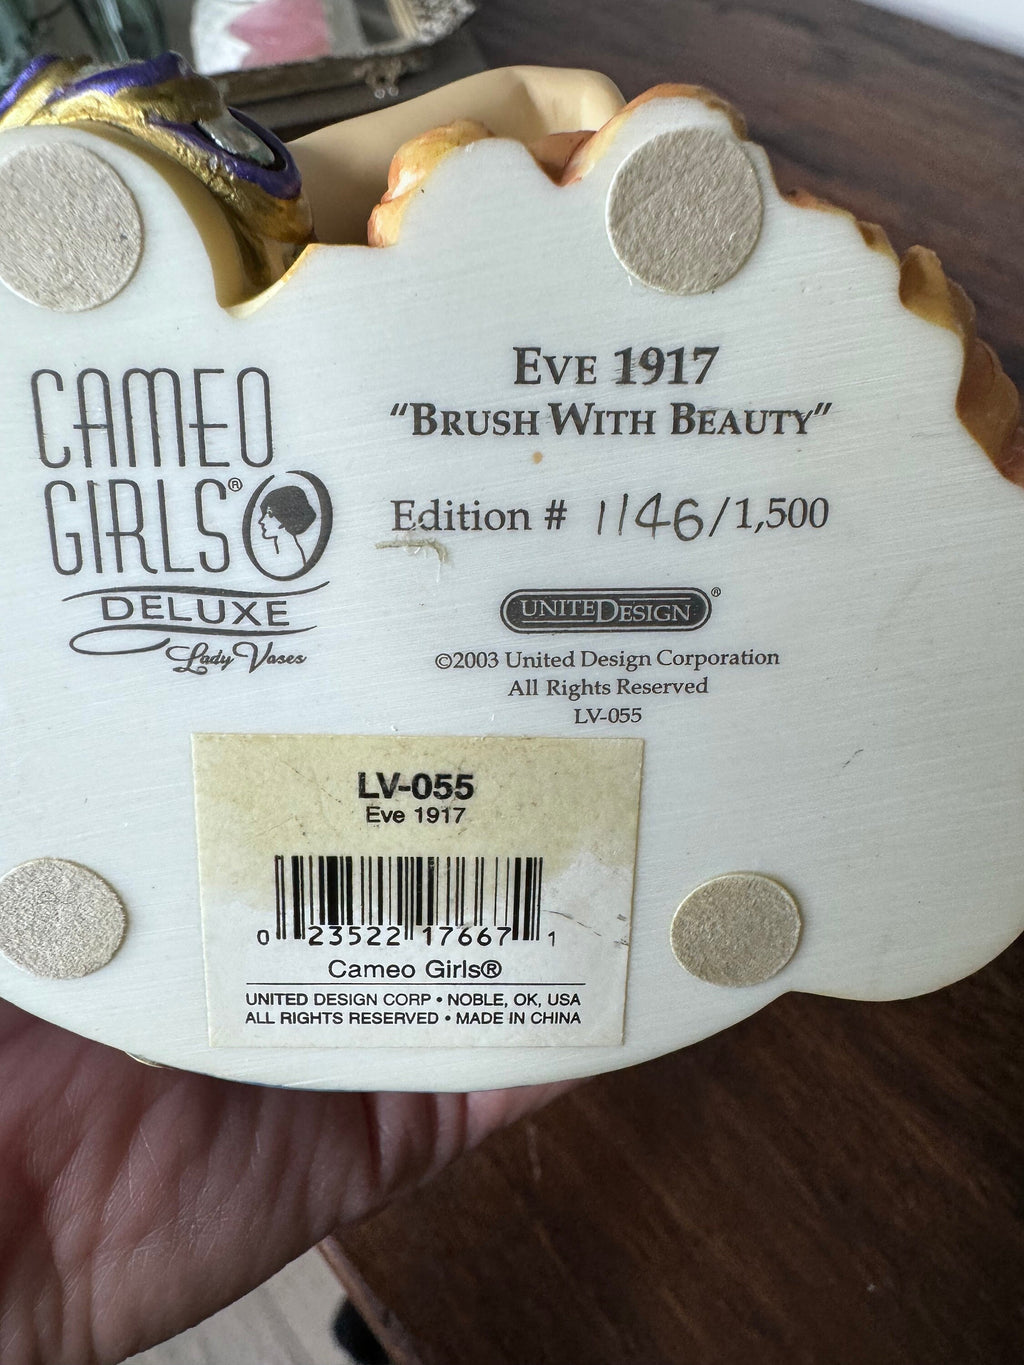 CAMEO
GIRLS®
DELUXE
Lady Vases
EVE 1917
“BRUSH WITH BEAUTY”
Edition # 1146/1,500
UNITEDESIGN®
©2003 United Design Corporation
All Rights Reserved
LV-055
LV-055
Eve 1917
0 23522 17667 1
Cameo Girls®
UNITED DESIGN CORP • NOBLE, OK, USA
ALL RIGHTS RESERVED • MADE IN CHINA